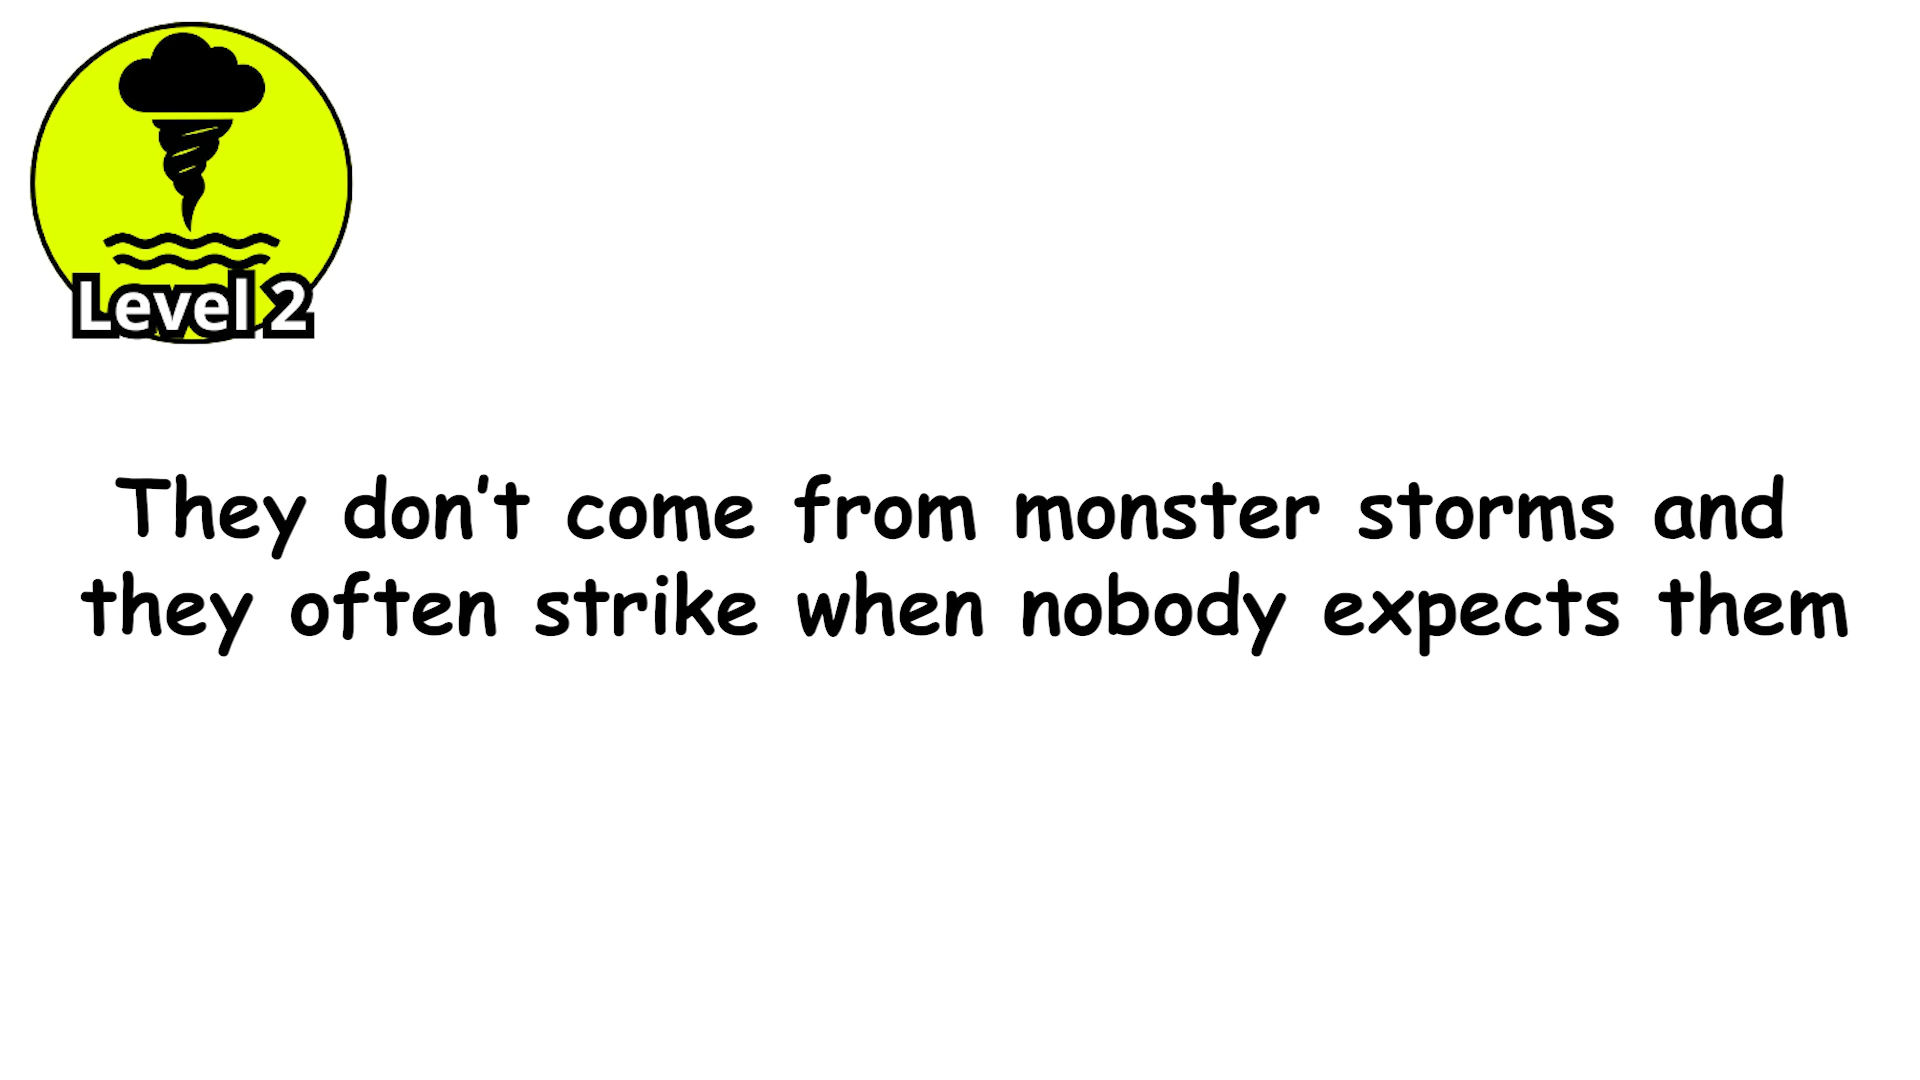 Level 2
They don't come from monster storms and
they often strike when nobody expects them